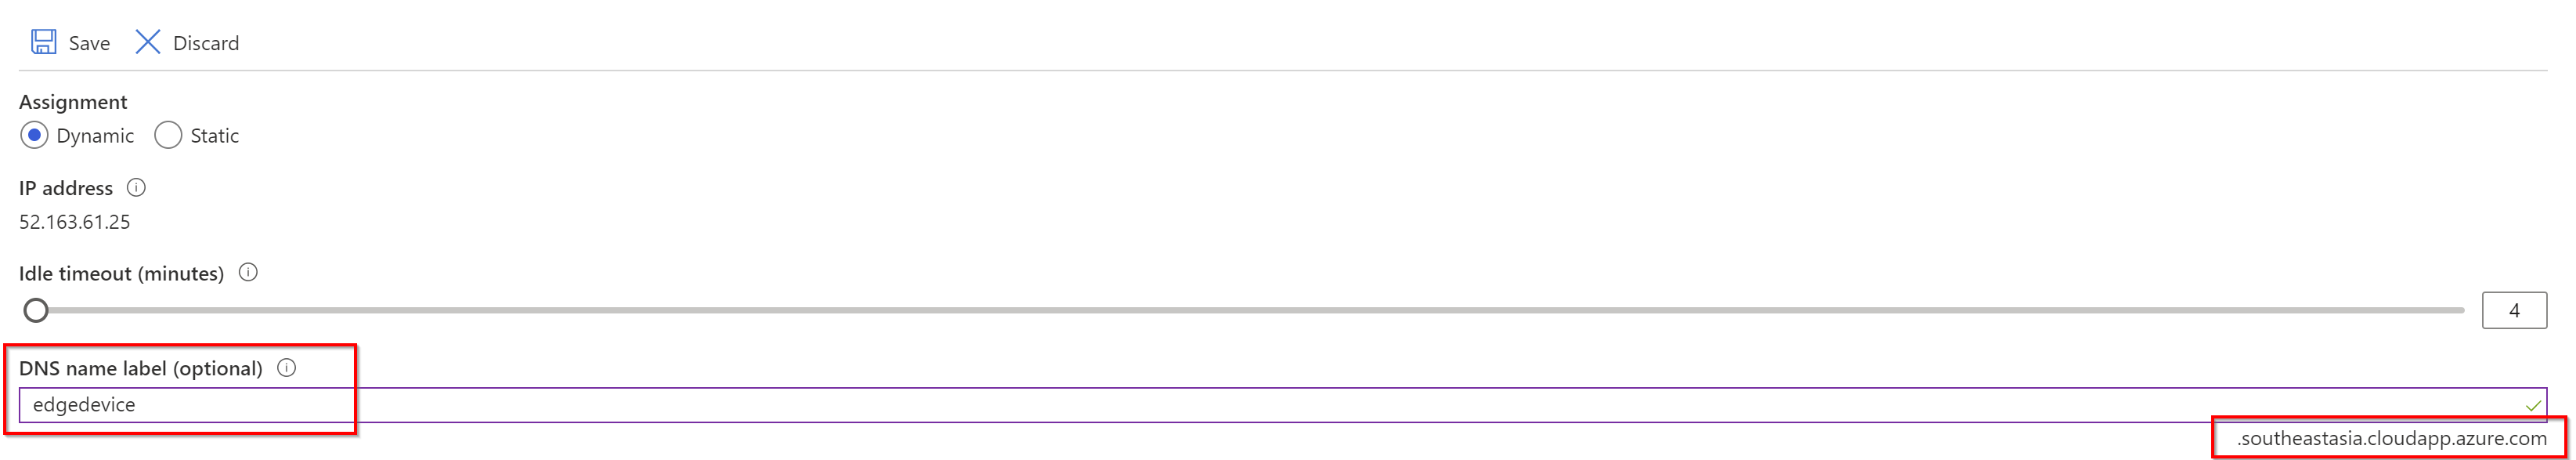 Save Discard
Assignment
Dynamic Static
IP address
52.163.61.25
Idle timeout (minutes)
4
DNS name label (optional)
edgedevice
.southeastasia.cloudapp.azure.com